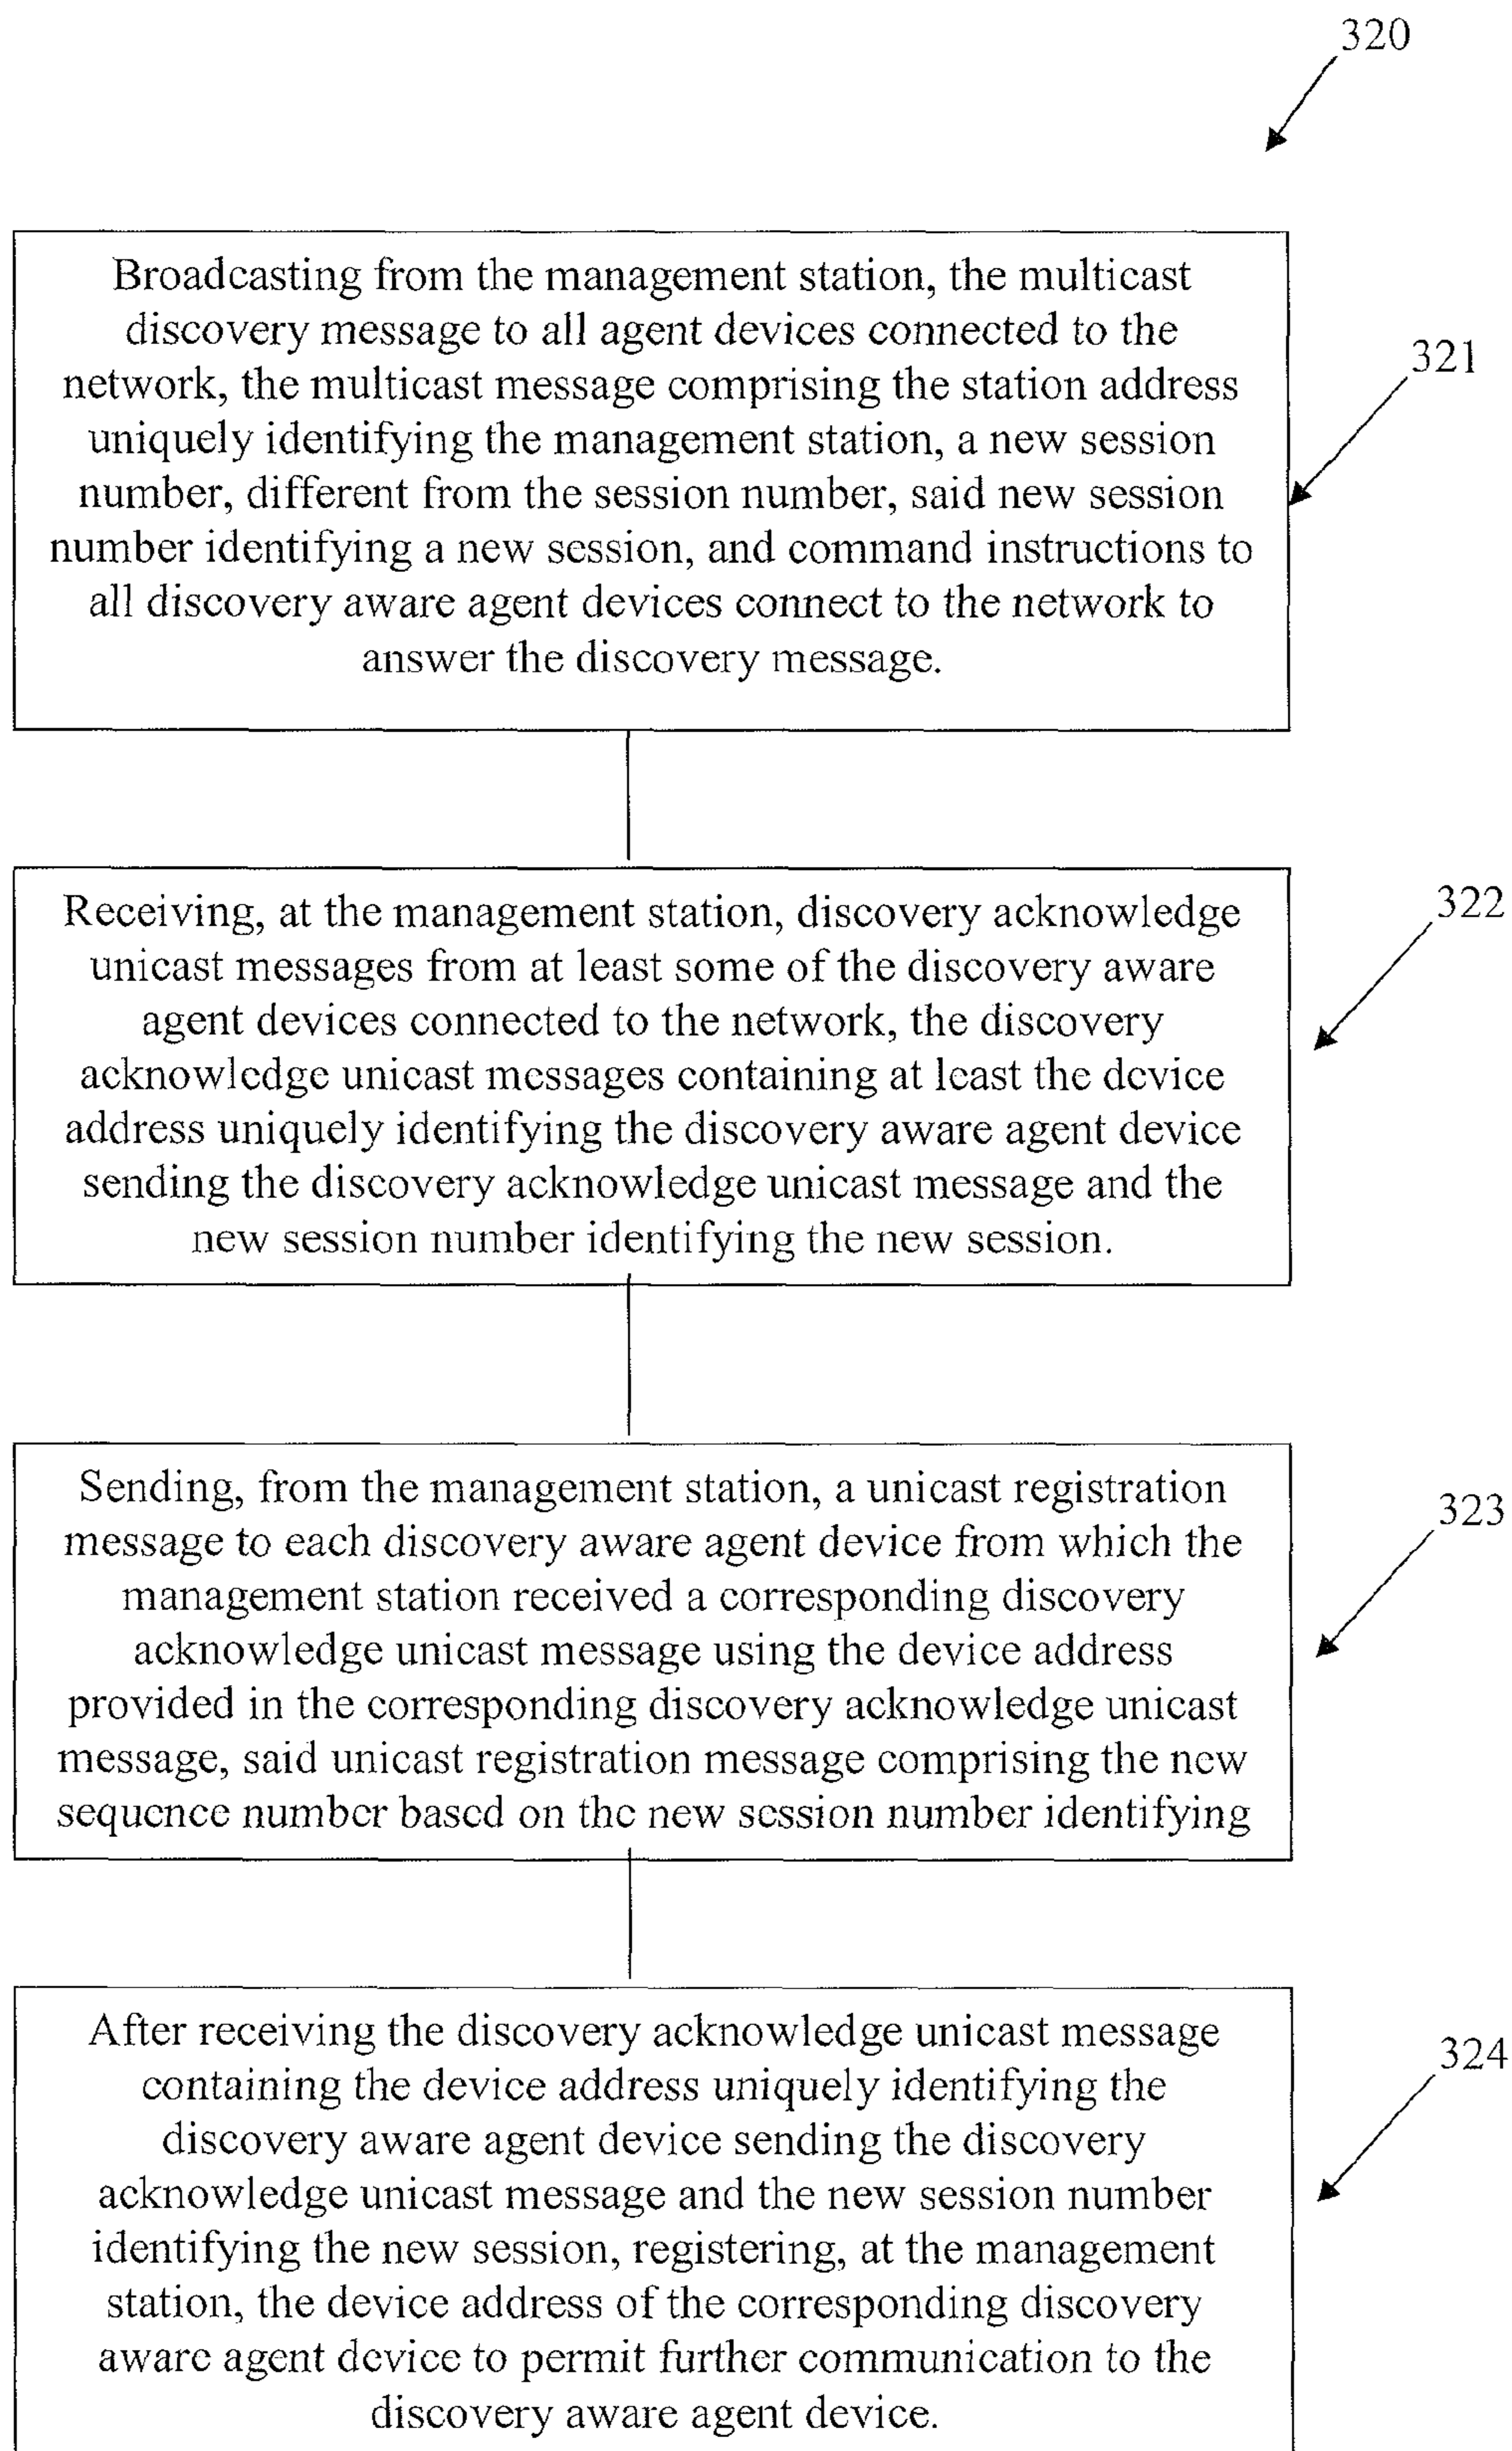 320
Broadcasting from the management station, the multicast
discovery message to all agent devices connected to the
network, the multicast message comprising the station address
uniquely identifying the management station, a new session
number, different from the session number, said new session
number identifying a new session, and command instructions to
all discovery aware agent devices connect to the network to
answer the discovery message.
321
Receiving, at the management station, discovery acknowledge
unicast messages from at least some of the discovery aware
agent devices connected to the network, the discovery
acknowledge unicast messages containing at least the device
address uniquely identifying the discovery aware agent device
sending the discovery acknowledge unicast message and the
new session number identifying the new session.
322
Sending, from the management station, a unicast registration
message to each discovery aware agent device from which the
management station received a corresponding discovery
acknowledge unicast message using the device address
provided in the corresponding discovery acknowledge unicast
message, said unicast registration message comprising the new
sequence number based on the new session number identifying
323
After receiving the discovery acknowledge unicast message
containing the device address uniquely identifying the
discovery aware agent device sending the discovery
acknowledge unicast message and the new session number
identifying the new session, registering, at the management
station, the device address of the corresponding discovery
aware agent device to permit further communication to the
discovery aware agent device.
324